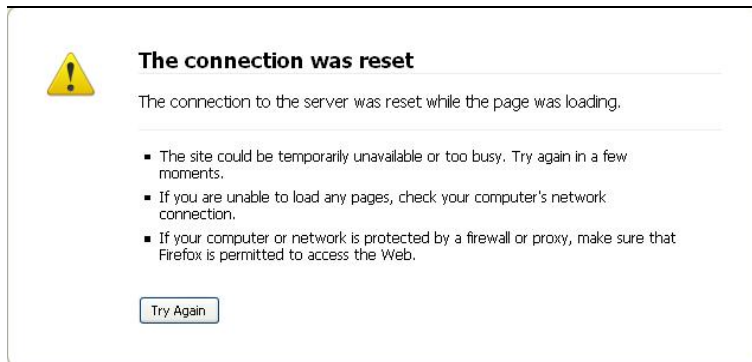 The connection was reset
The connection to the server was reset while the page was loading.
The site could be temporarily unavailable or too busy. Try again in a few
moments.
If you are unable to load any pages, check your computer's network
connection.
If your computer or network is protected by a firewall or proxy, make sure that
Firefox is permitted to access the Web.
Try Again